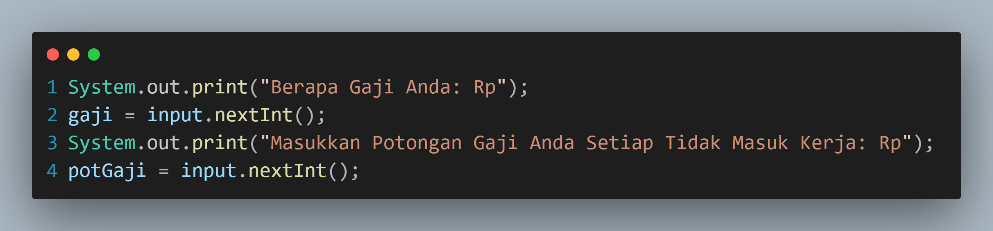 1 System.out.print("Berapa Gaji Anda: Rp");
2 gaji = input.nextInt();
3 System.out.print("Masukkan Potongan Gaji Anda Setiap Tidak Masuk Kerja: Rp");
4 potGaji = input.nextInt();